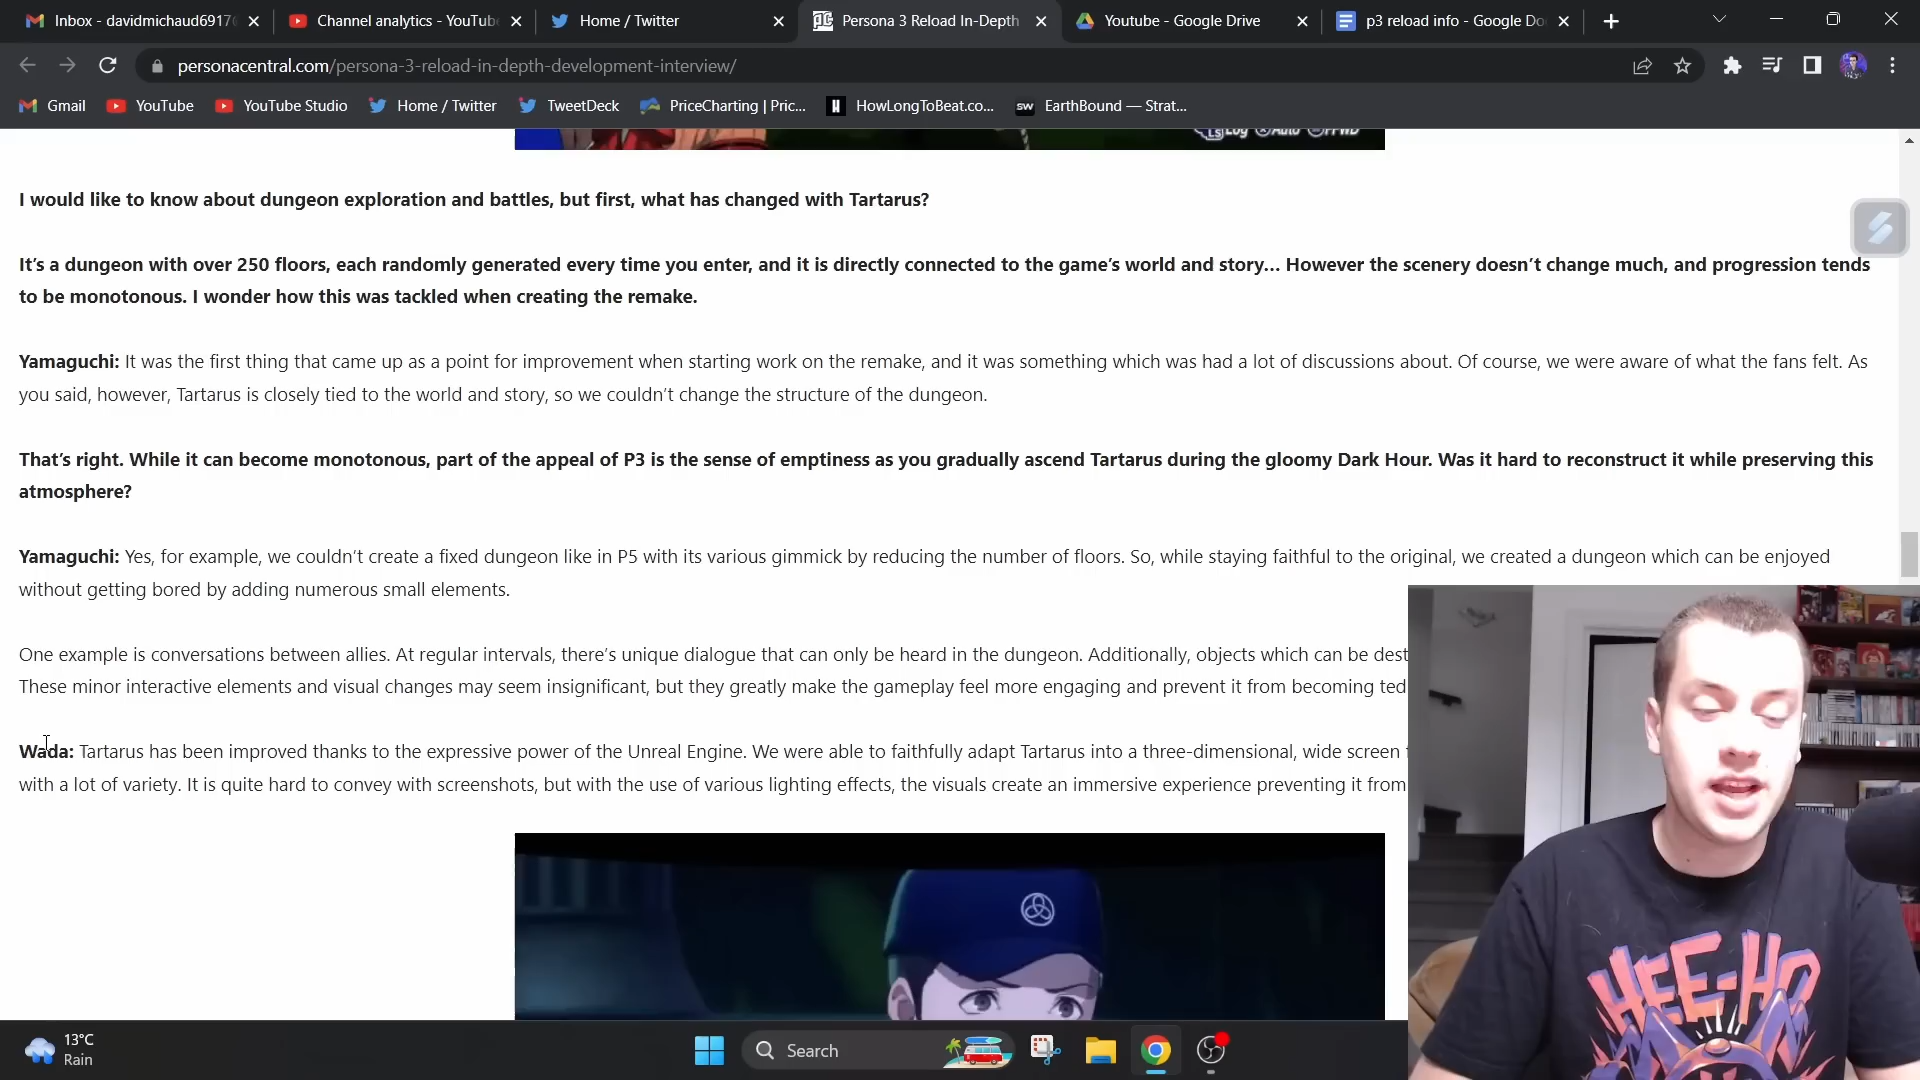 Inbox - davidmichaud6917
Channel analytics - YouTube
Home / Twitter
Persona 3 Reload In-Depth
Youtube - Google Drive
p3 reload info - Google Do
personacentral.com/persona-3-reload-in-depth-development-interview/
Gmail
YouTube
YouTube Studio
Home / Twitter
TweetDeck
PriceCharting | Pric...
HowLongToBeat.co...
sw
EarthBound — Strat...
LS Log Auto FFWD
I would like to know about dungeon exploration and battles, but first, what has changed with Tartarus?
It's a dungeon with over 250 floors, each randomly generated every time you enter, and it is directly connected to the game's world and story... However the scenery doesn't change much, and progression tends
to be monotonous. I wonder how this was tackled when creating the remake.
Yamaguchi: It was the first thing that came up as a point for improvement when starting work on the remake, and it was something which was had a lot of discussions about. Of course, we were aware of what the fans felt. As
you said, however, Tartarus is closely tied to the world and story, so we couldn't change the structure of the dungeon.
That's right. While it can become monotonous, part of the appeal of P3 is the sense of emptiness as you gradually ascend Tartarus during the gloomy Dark Hour. Was it hard to reconstruct it while preserving this
atmosphere?
Yamaguchi: Yes, for example, we couldn't create a fixed dungeon like in P5 with its various gimmick by reducing the number of floors. So, while staying faithful to the original, we created a dungeon which can be enjoyed
without getting bored by adding numerous small elements.
One example is conversations between allies. At regular intervals, there's unique dialogue that can only be heard in the dungeon. Additionally, objects which can be dest
These minor interactive elements and visual changes may seem insignificant, but they greatly make the gameplay feel more engaging and prevent it from becoming ted
Wada: Tartarus has been improved thanks to the expressive power of the Unreal Engine. We were able to faithfully adapt Tartarus into a three-dimensional, wide screen
with a lot of variety. It is quite hard to convey with screenshots, but with the use of various lighting effects, the visuals create an immersive experience preventing it from
HEE-HO
13°C
Rain
Search